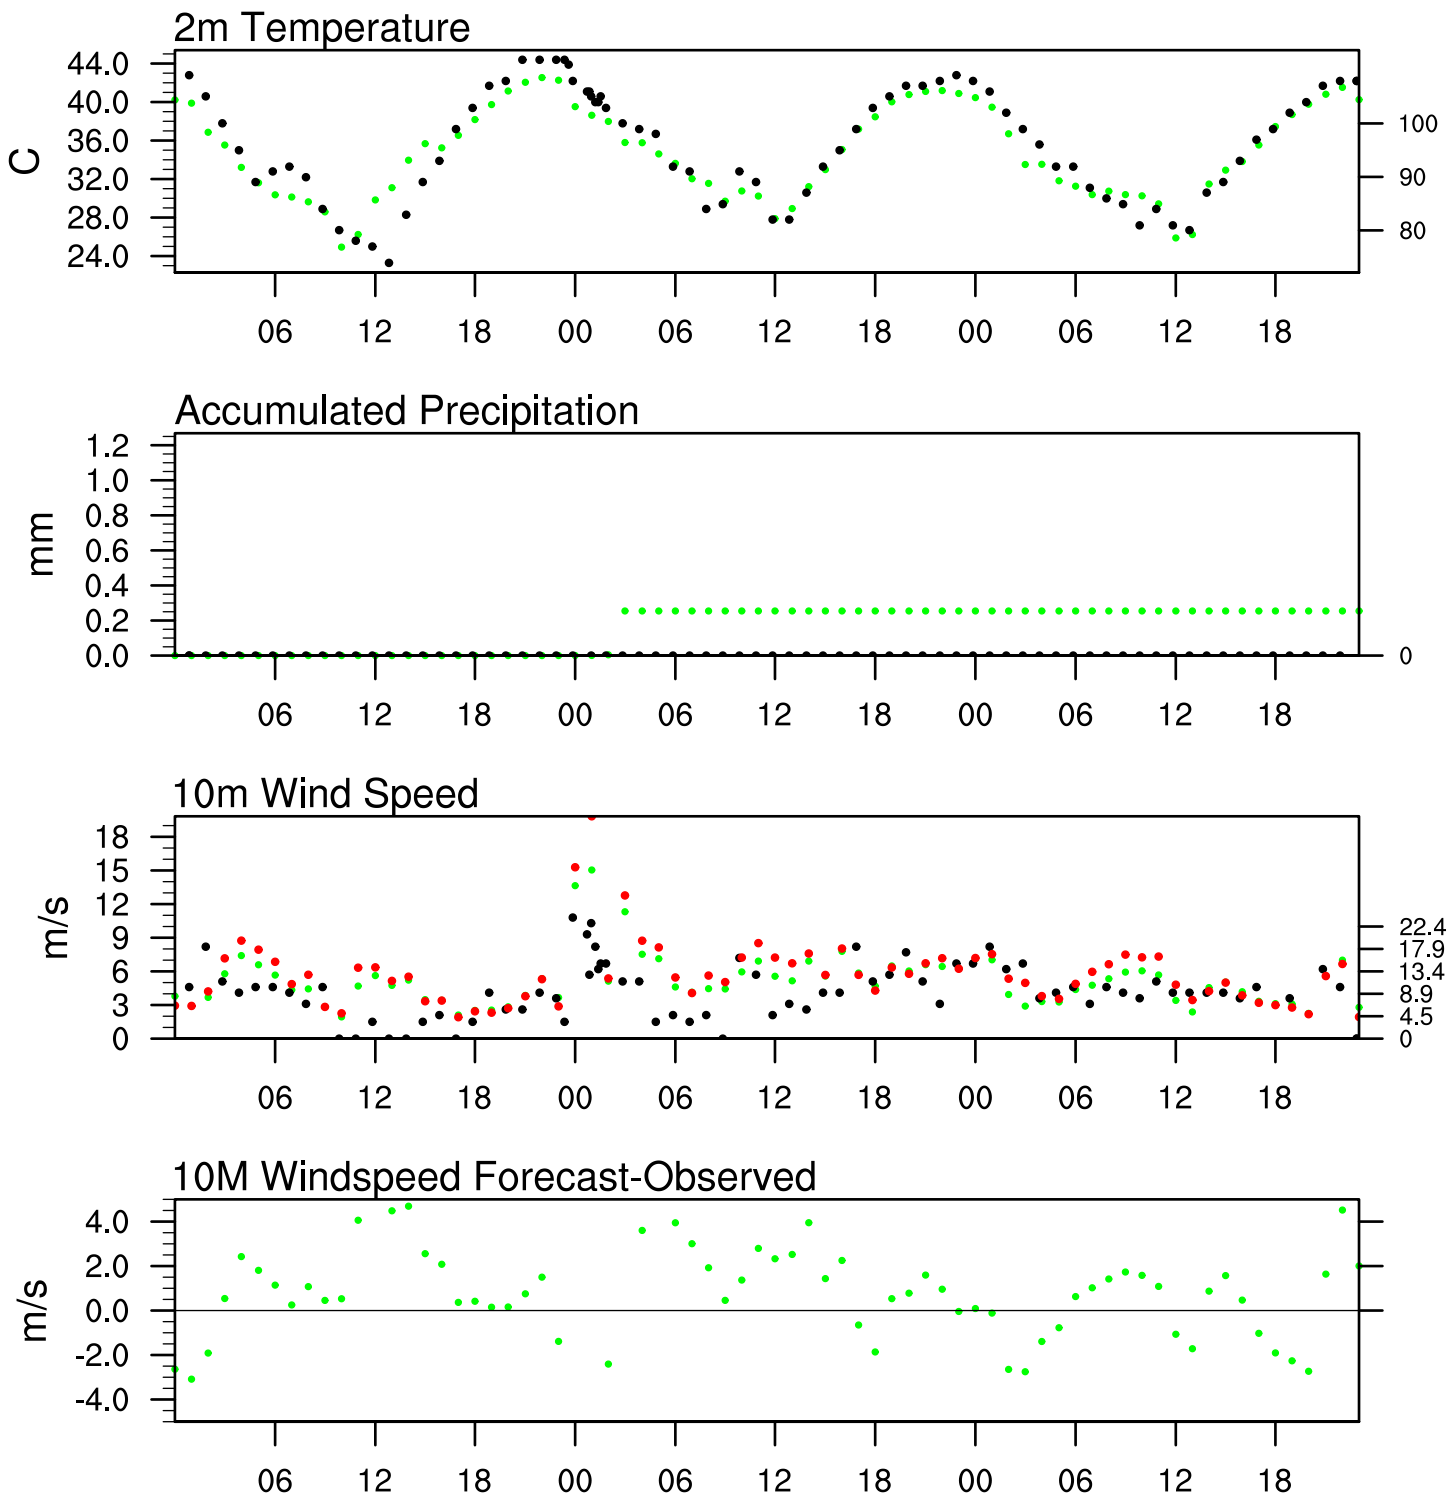 2m Temperature
44.0
40.0
36.0
32.0
28.0
24.0
C
100
90
80
06 12 18 00 06 12 18 00 06 12 18
Accumulated Precipitation
1.2
1.0
0.8
0.6
0.4
0.2
0.0
mm
0
06 12 18 00 06 12 18 00 06 12 18
10m Wind Speed
18
15
12
9
6
3
0
m/s
22.4
17.9
13.4
8.9
4.5
0
06 12 18 00 06 12 18 00 06 12 18
10M Windspeed Forecast-Observed
4.0
2.0
0.0
-2.0
-4.0
m/s
06 12 18 00 06 12 18 00 06 12 18